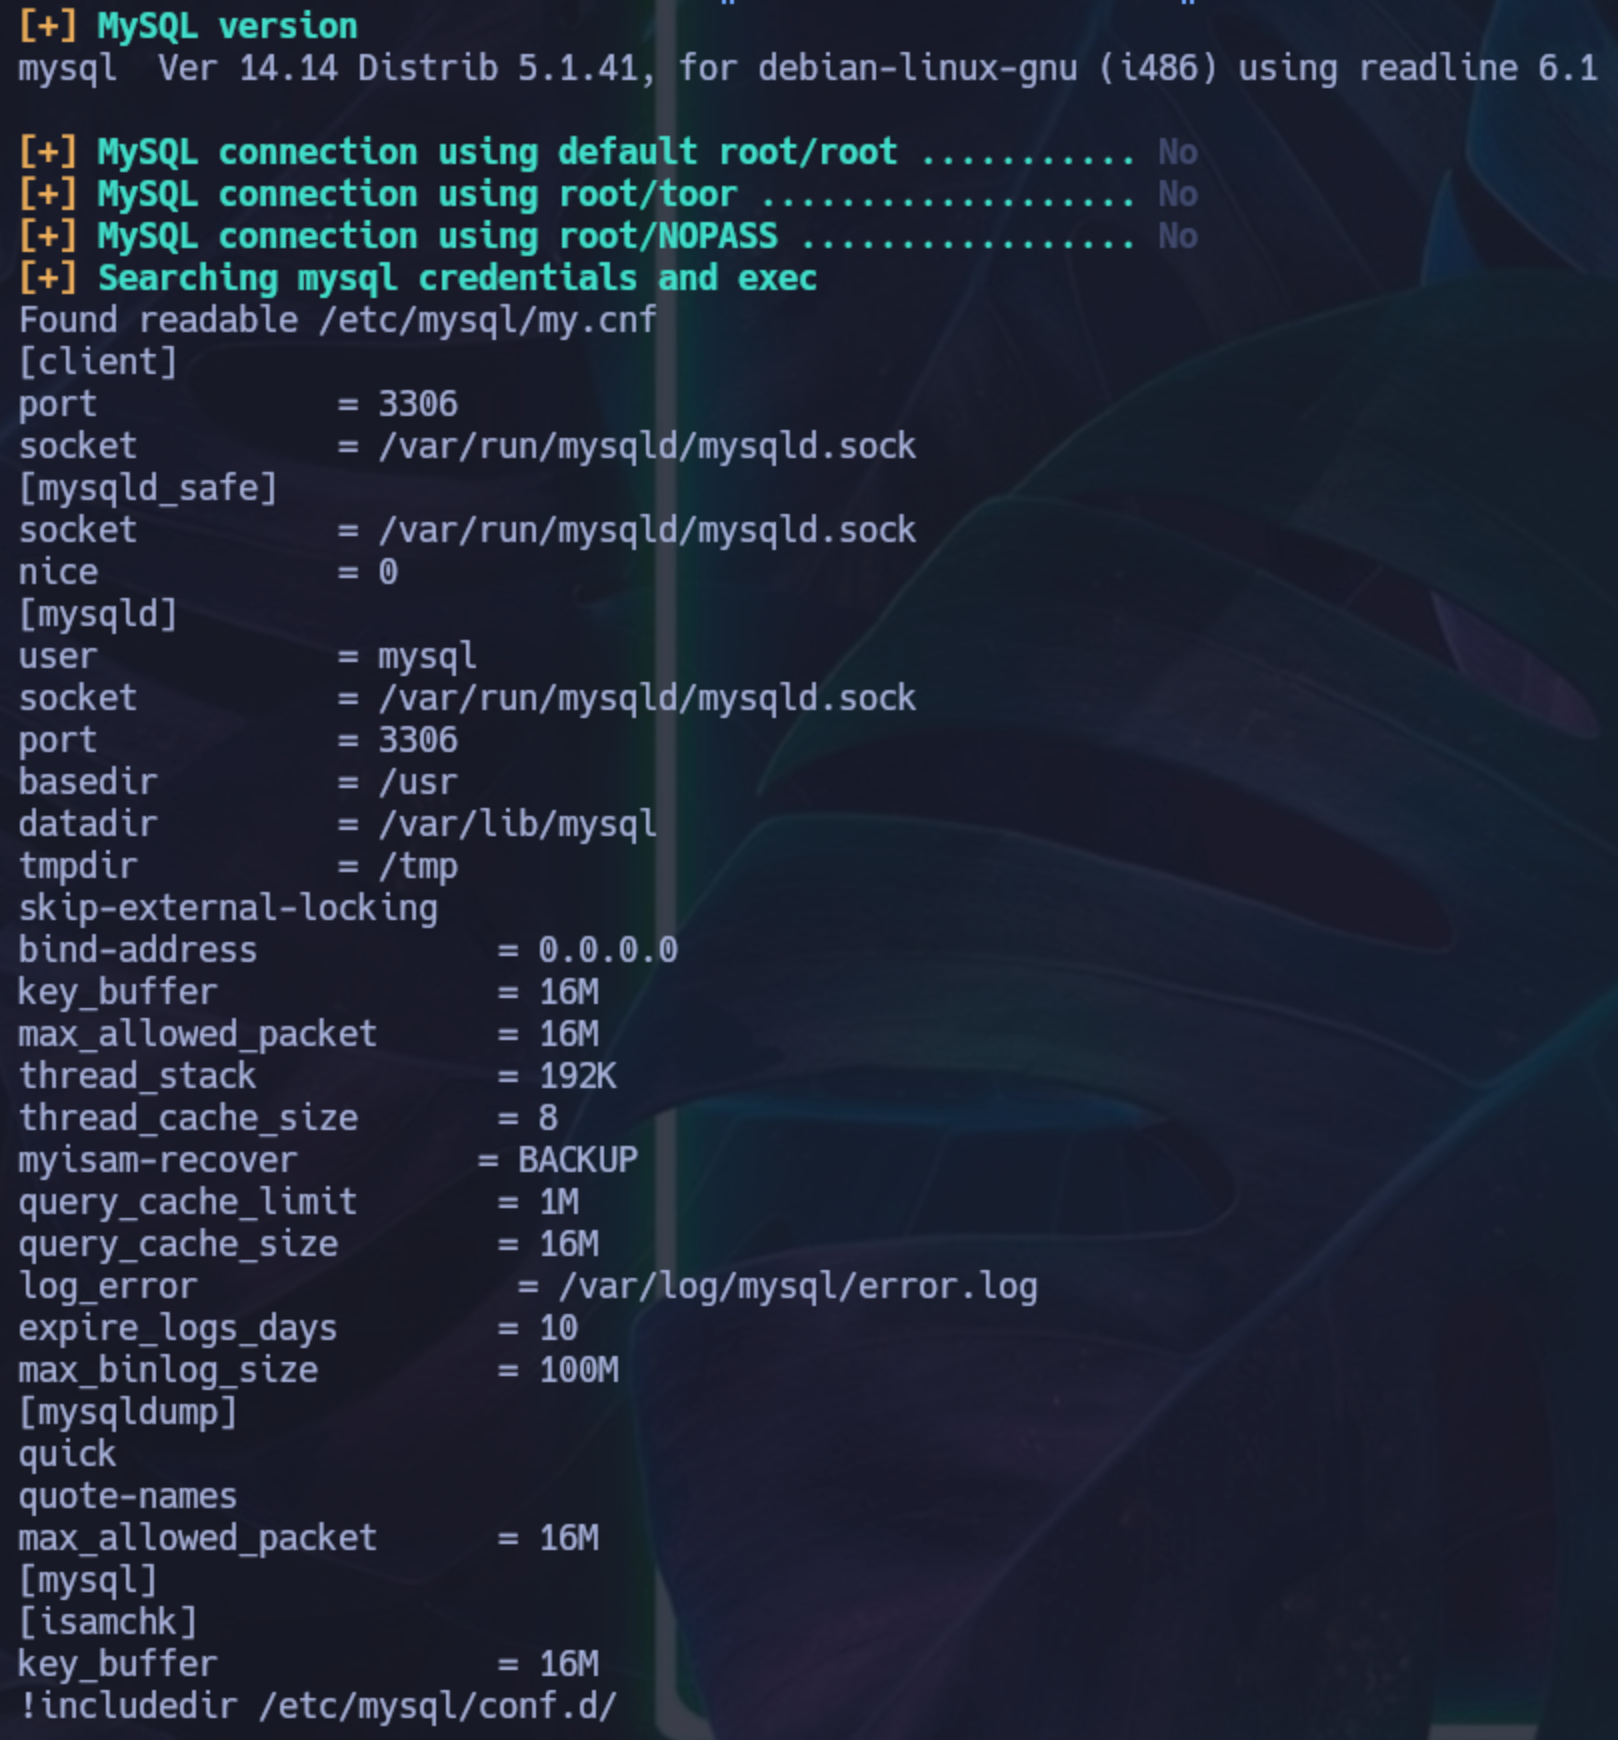 [+] MySQL version
mysql  Ver 14.14 Distrib 5.1.41, for debian-linux-gnu (i486) using readline 6.1

[+] MySQL connection using default root/root ........... No
[+] MySQL connection using root/toor ................... No
[+] MySQL connection using root/NOPASS ................. No
[+] Searching mysql credentials and exec
Found readable /etc/mysql/my.cnf
[client]
port            = 3306
socket          = /var/run/mysqld/mysqld.sock
[mysqld_safe]
socket          = /var/run/mysqld/mysqld.sock
nice            = 0
[mysqld]
user            = mysql
socket          = /var/run/mysqld/mysqld.sock
port            = 3306
basedir         = /usr
datadir         = /var/lib/mysql
tmpdir          = /tmp
skip-external-locking
bind-address            = 0.0.0.0
key_buffer              = 16M
max_allowed_packet      = 16M
thread_stack            = 192K
thread_cache_size       = 8
myisam-recover         = BACKUP
query_cache_limit       = 1M
query_cache_size        = 16M
log_error                = /var/log/mysql/error.log
expire_logs_days        = 10
max_binlog_size         = 100M
[mysqldump]
quick
quote-names
max_allowed_packet      = 16M
[mysql]
[isamchk]
key_buffer              = 16M
!includedir /etc/mysql/conf.d/